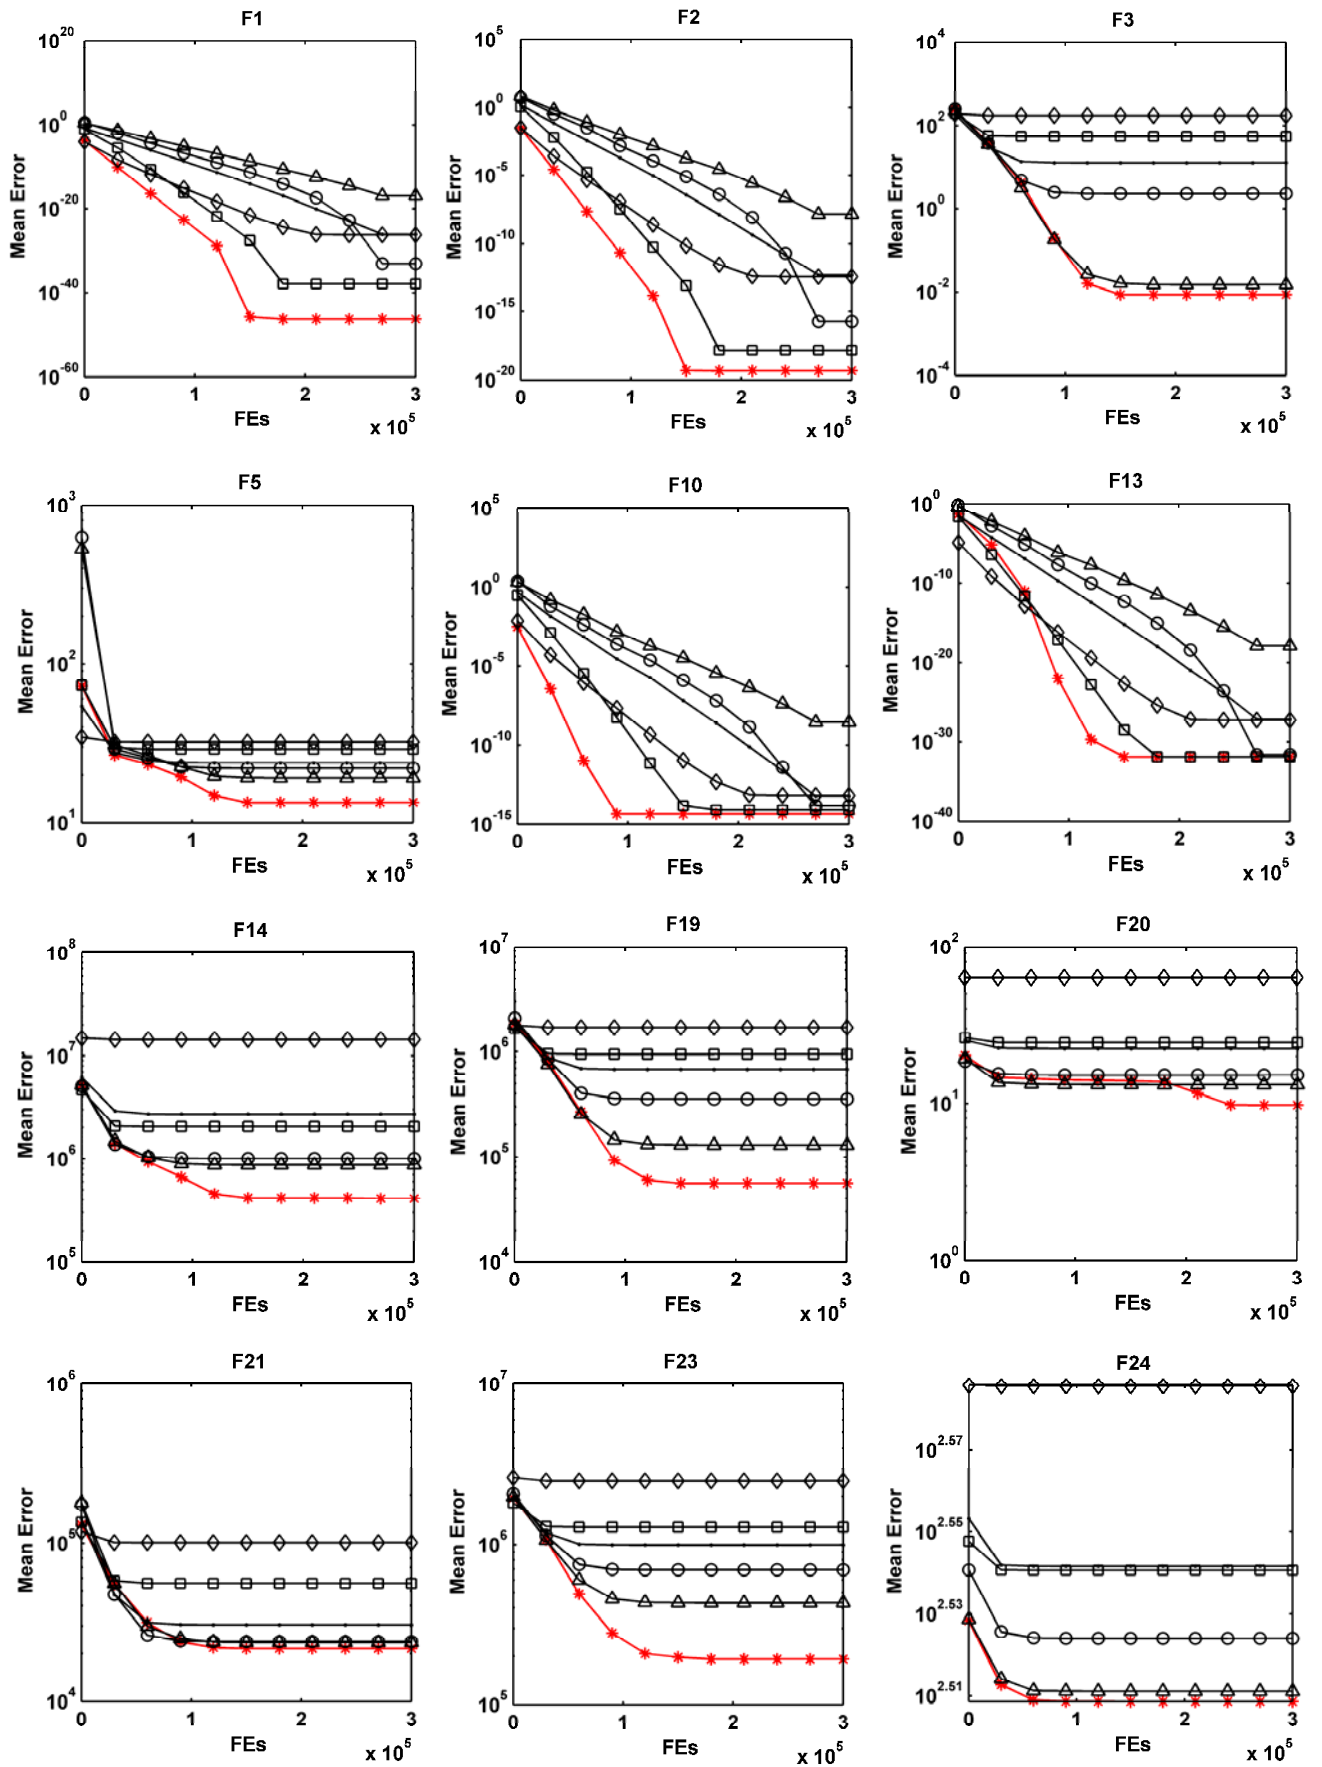 F1
10^20
10^0
10^-20
10^-40
10^-60
Mean Error
0 1 2 3
FEs
x 10^5
F2
10^5
10^0
10^-5
10^-10
10^-15
10^-20
Mean Error
0 1 2 3
FEs
x 10^5
F3
10^4
10^2
10^0
10^-2
10^-4
Mean Error
0 1 2 3
FEs
x 10^5
F5
10^3
10^2
10^1
Mean Error
0 1 2 3
FEs
x 10^5
F10
10^5
10^0
10^-5
10^-10
10^-15
Mean Error
0 1 2 3
FEs
x 10^5
F13
10^0
10^-10
10^-20
10^-30
10^-40
Mean Error
0 1 2 3
FEs
x 10^5
F14
10^8
10^7
10^6
10^5
Mean Error
0 1 2 3
FEs
x 10^5
F19
10^7
10^6
10^5
10^4
Mean Error
0 1 2 3
FEs
x 10^5
F20
10^2
10^1
10^0
Mean Error
0 1 2 3
FEs
x 10^5
F21
10^6
10^5
10^4
Mean Error
0 1 2 3
FEs
x 10^5
F23
10^7
10^6
10^5
Mean Error
0 1 2 3
FEs
x 10^5
F24
10^2.57
10^2.55
10^2.53
10^2.51
Mean Error
0 1 2 3
FEs
x 10^5